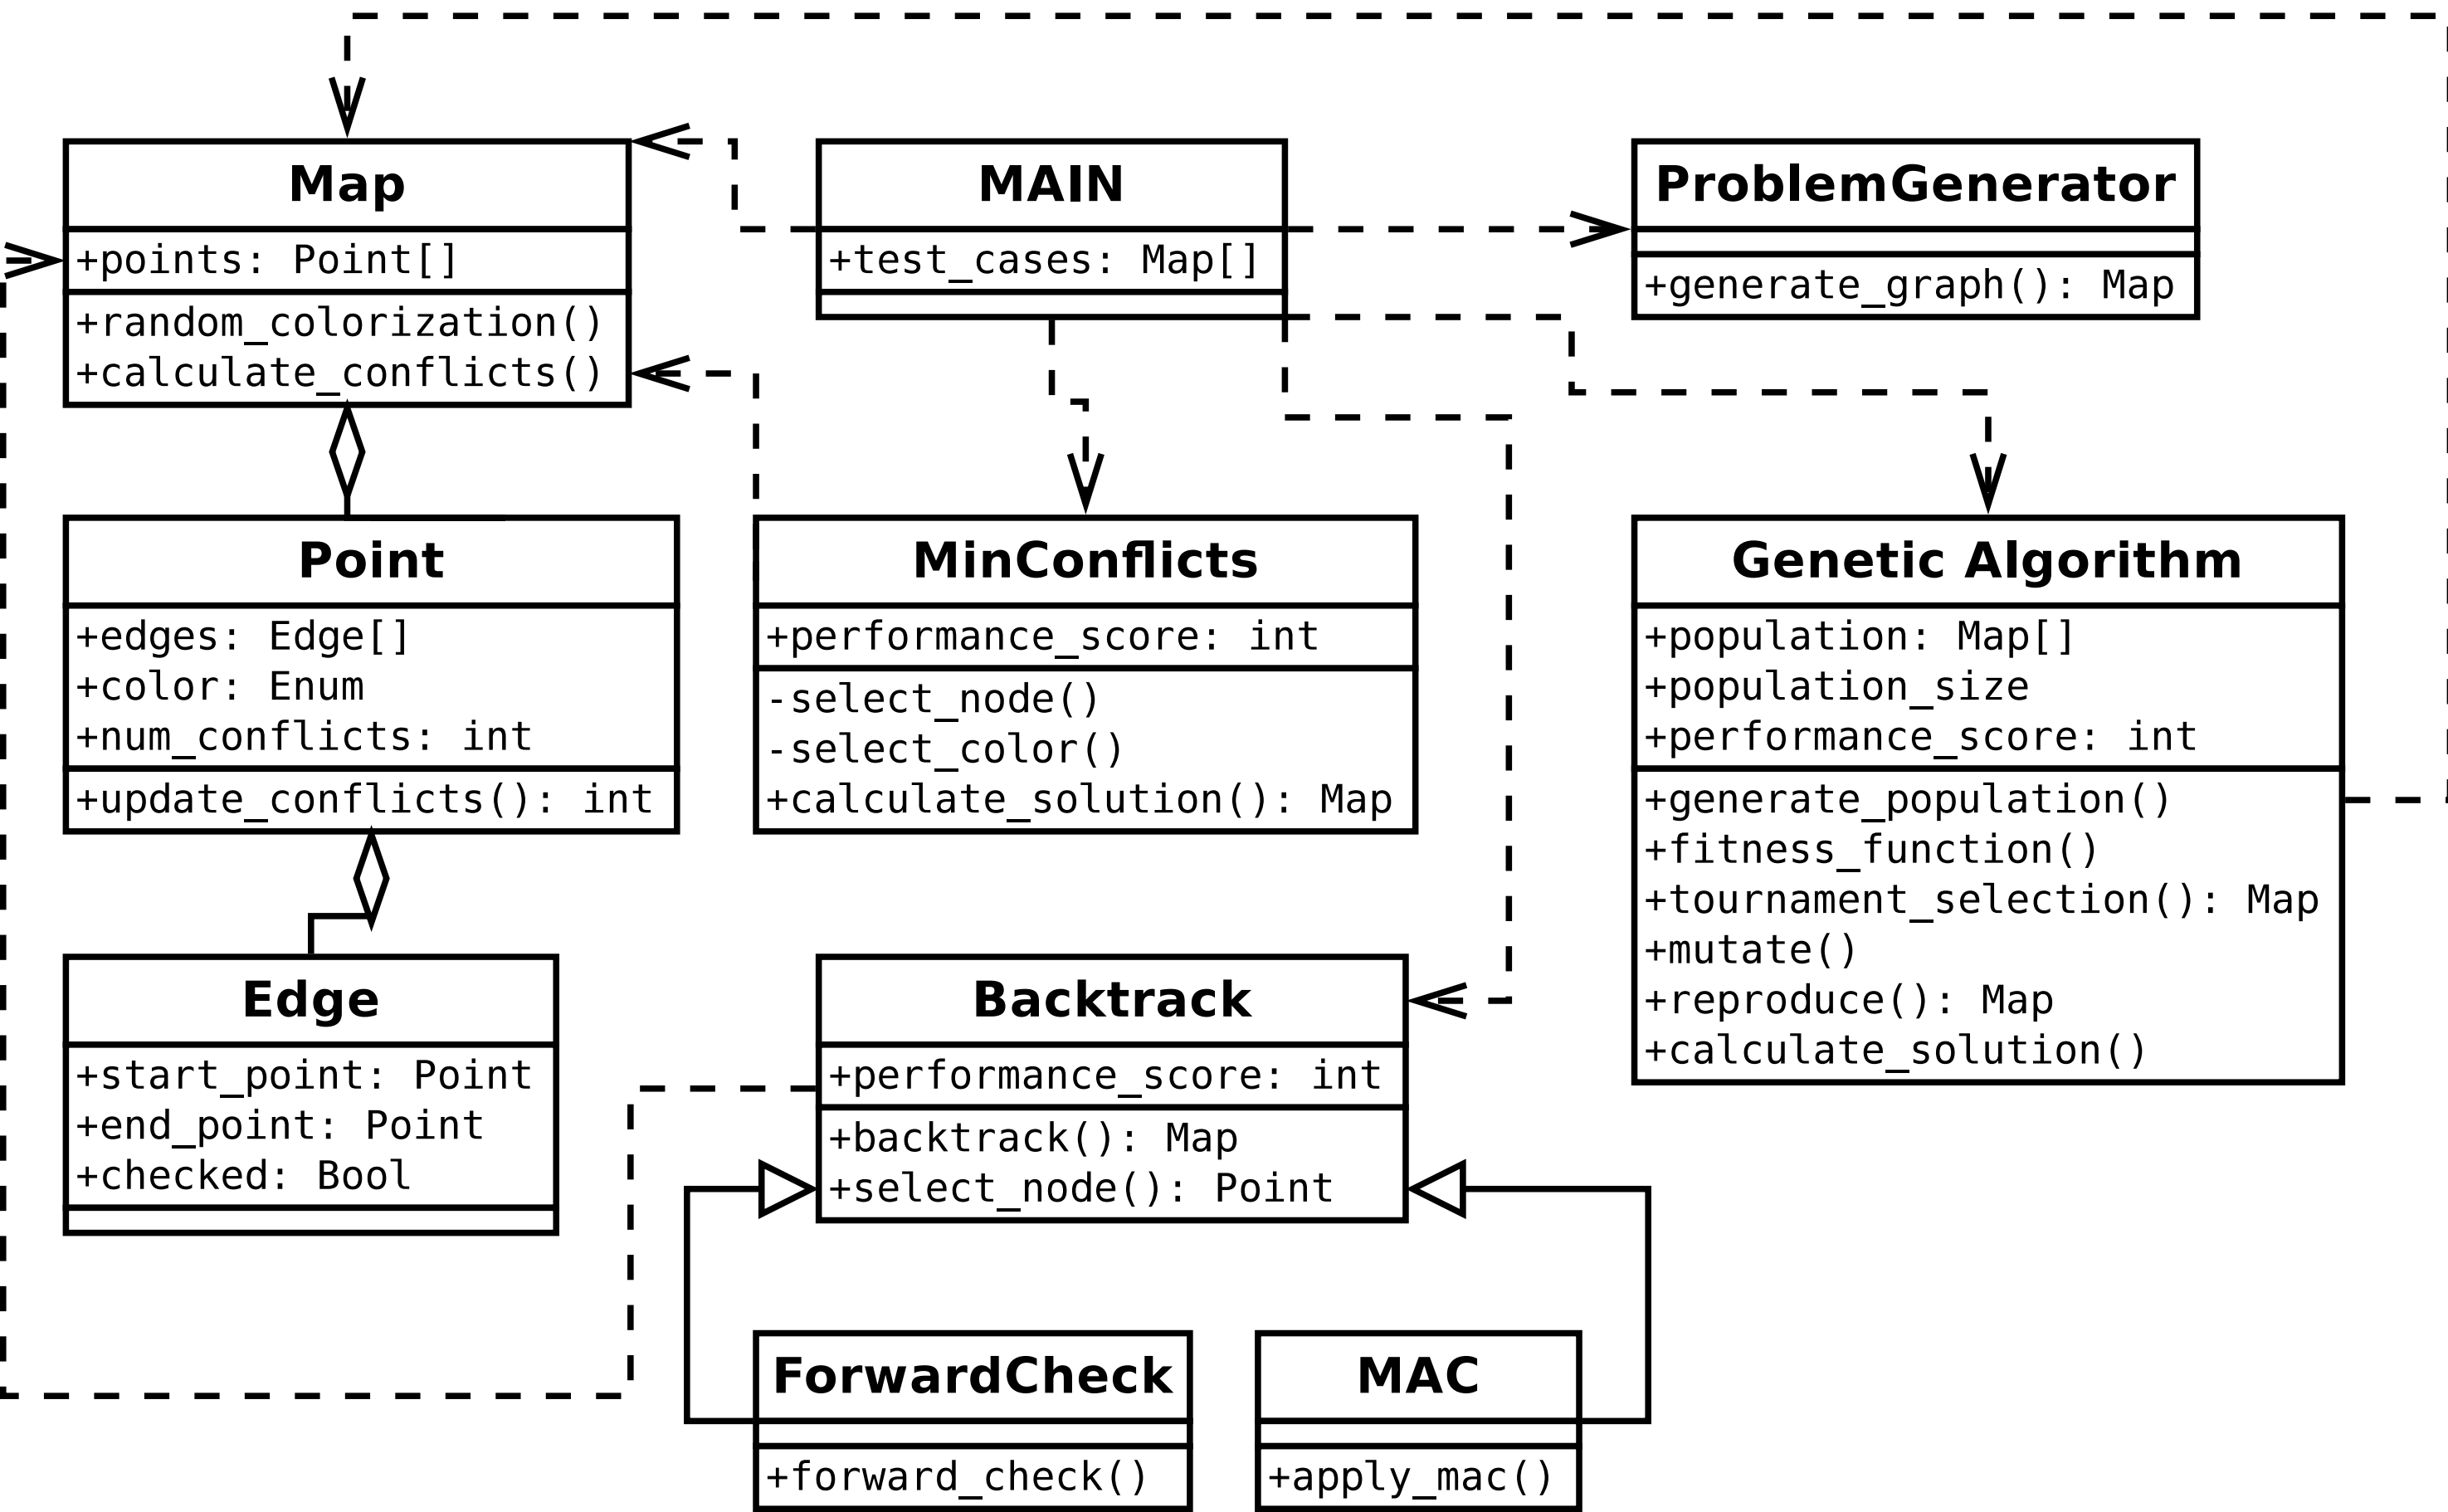 Map
+points: Point[]
+random_colorization()
+calculate_conflicts()
MAIN
+test_cases: Map[]
ProblemGenerator
+generate_graph(): Map
Point
+edges: Edge[]
+color: Enum
+num_conflicts: int
+update_conflicts(): int
MinConflicts
+performance_score: int
-select_node()
-select_color()
+calculate_solution(): Map
Genetic Algorithm
+population: Map[]
+population_size
+performance_score: int
+generate_population()
+fitness_function()
+tournament_selection(): Map
+mutate()
+reproduce(): Map
+calculate_solution()
Edge
+start_point: Point
+end_point: Point
+checked: Bool
Backtrack
+performance_score: int
+backtrack(): Map
+select_node(): Point
ForwardCheck
+forward_check()
MAC
+apply_mac()